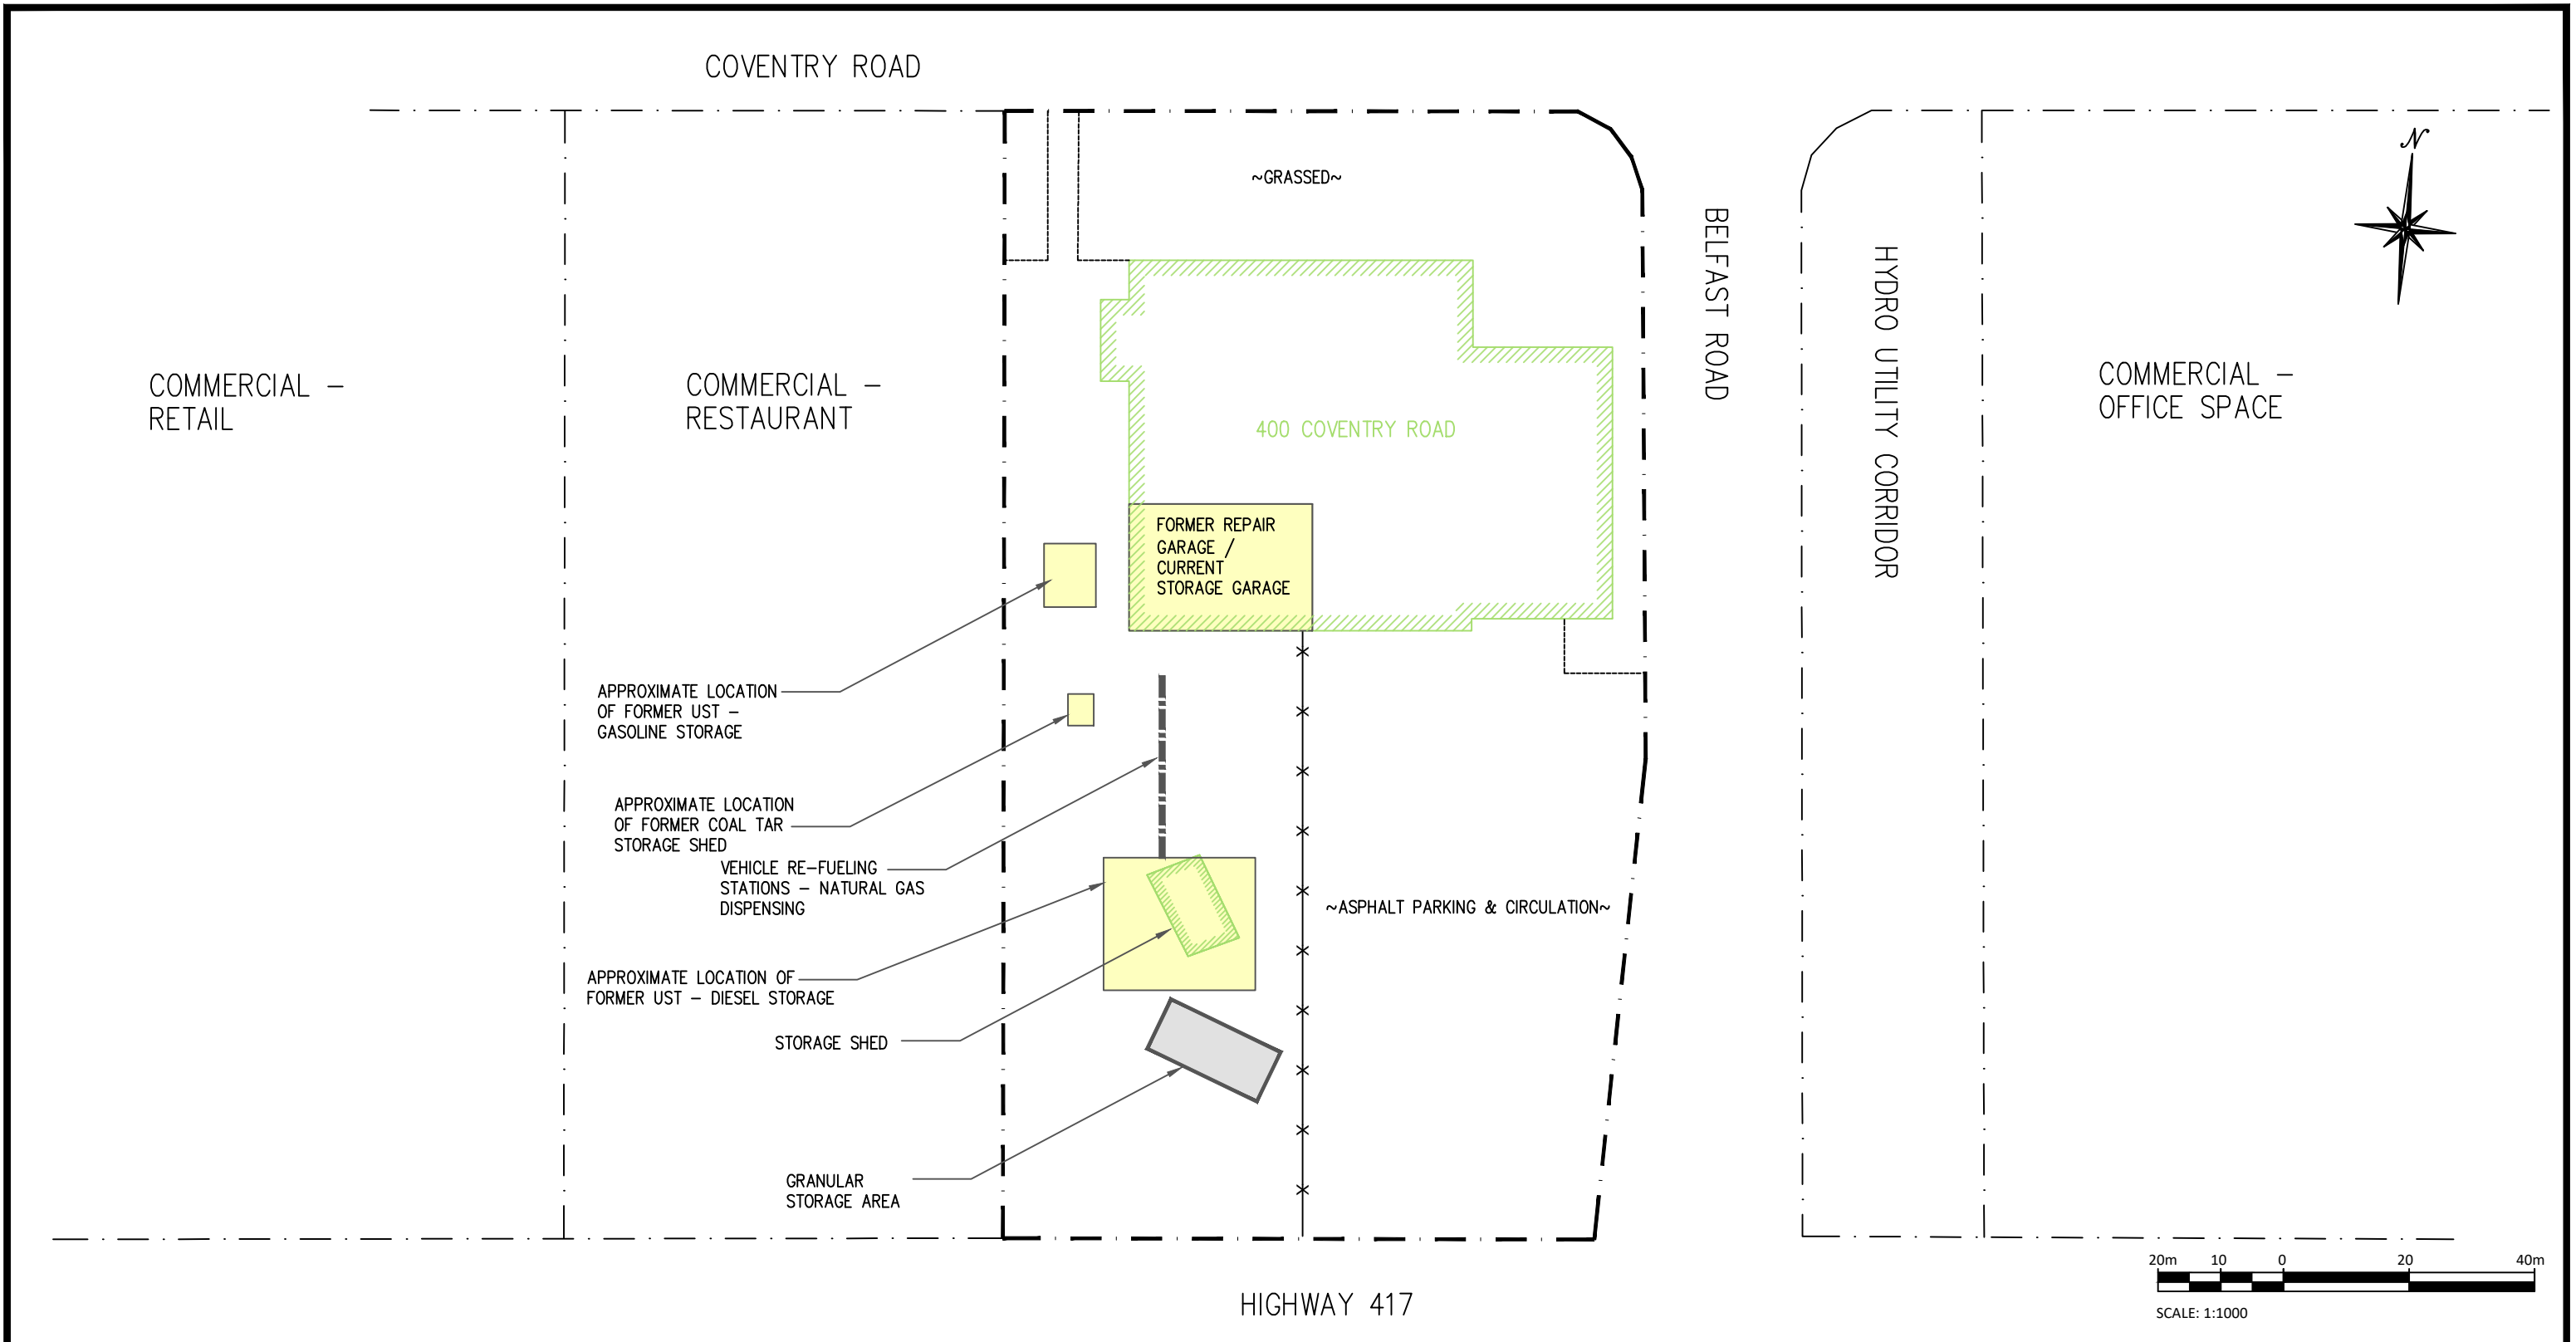 COVENTRY ROAD
N
~GRASSED~
BELFAST ROAD
HYDRO UTILITY CORRIDOR
COMMERCIAL –
RETAIL
COMMERCIAL –
RESTAURANT
COMMERCIAL –
OFFICE SPACE
400 COVENTRY ROAD
FORMER REPAIR
GARAGE /
CURRENT
STORAGE GARAGE
APPROXIMATE LOCATION
OF FORMER UST –
GASOLINE STORAGE
APPROXIMATE LOCATION
OF FORMER COAL TAR
STORAGE SHED
VEHICLE RE-FUELING
STATIONS – NATURAL GAS
DISPENSING
~ASPHALT PARKING & CIRCULATION~
APPROXIMATE LOCATION OF
FORMER UST – DIESEL STORAGE
STORAGE SHED
GRANULAR
STORAGE AREA
HIGHWAY 417
20m 10 0 20 40m
SCALE: 1:1000